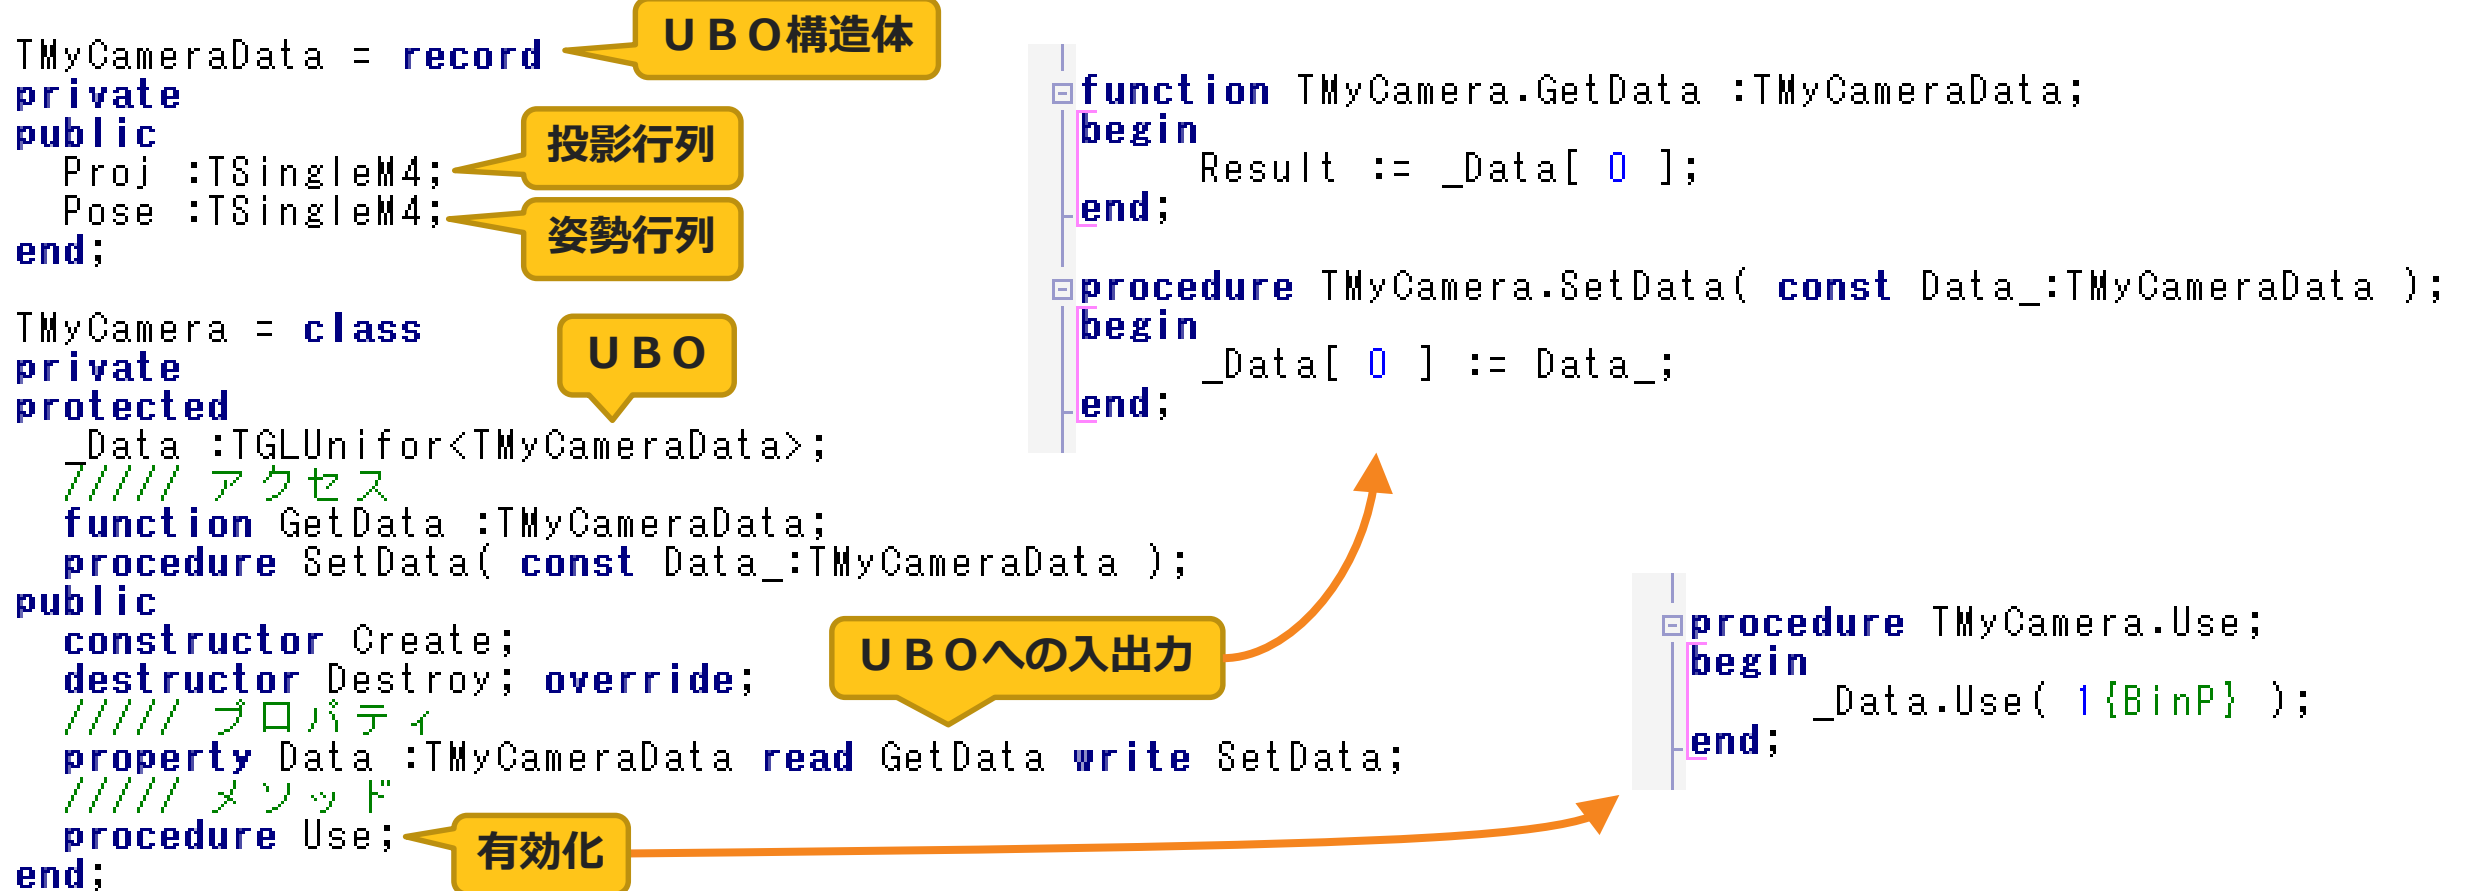 TMyCameraData = record
private
public
Proj :TSingleM4;
Pose :TSingleM4;
end;
TMyCamera = class
private
protected
_Data :TGLUnifor<TMyCameraData>;
///// アクセス
function GetData :TMyCameraData;
procedure SetData( const Data_:TMyCameraData );
public
constructor Create;
destructor Destroy; override;
///// プロパティ
property Data :TMyCameraData read GetData write SetData;
///// メソッド
procedure Use;
end;
ＵＢＯ構造体
投影行列
姿勢行列
ＵＢＯ
ＵＢＯへの入出力
有効化
function TMyCamera.GetData :TMyCameraData;
begin
Result := _Data[ 0 ];
end;
procedure TMyCamera.SetData( const Data_:TMyCameraData );
begin
_Data[ 0 ] := Data_;
end;
procedure TMyCamera.Use;
begin
_Data.Use( 1{BinP} );
end;